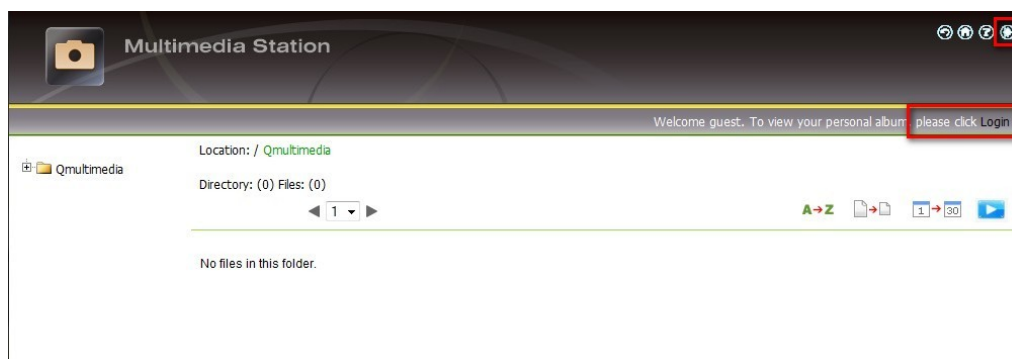 Multimedia Station
Welcome guest. To view your personal album, please click Login
Location: / Qmultimedia
Qmultimedia
Directory: (0) Files: (0)
1
A→Z
1→30
No files in this folder.